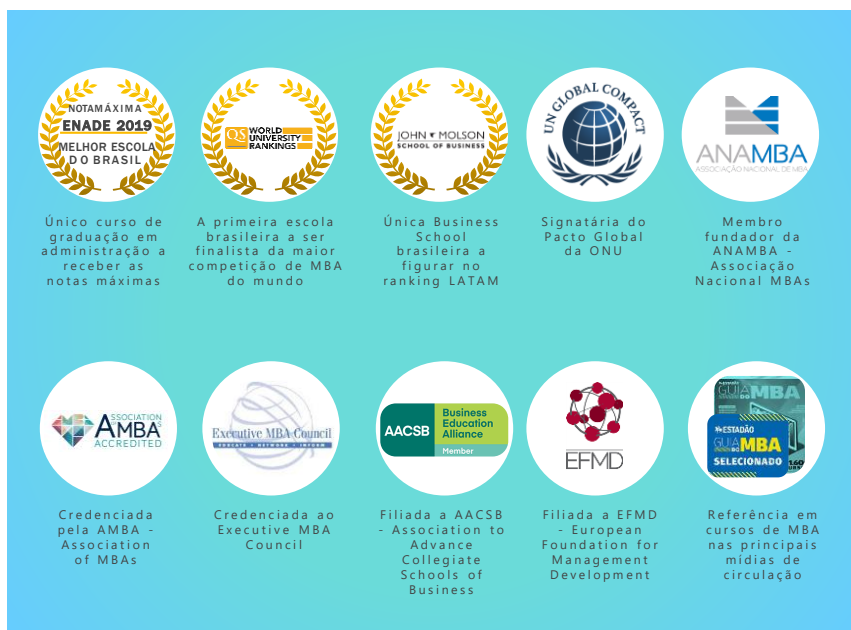 NOTA MÁXIMA
ENADE 2019
MELHOR ESCOLA
DO BRASIL
Único curso de
graduação em
administração a
receber as
notas máximas
QS WORLD
UNIVERSITY
RANKINGS
A primeira escola
brasileira a ser
finalista da maior
competição de MBA
do mundo
JOHN MOLSON
SCHOOL OF BUSINESS
Única Business
School
brasileira a
figurar no
ranking LATAM
UN GLOBAL COMPACT
Signatária do
Pacto Global
da ONU
ANAMBA
ASSOCIAÇÃO NACIONAL DE MBA
Membro
fundador da
ANAMBA -
Associação
Nacional MBAs
ASSOCIATION
AMBA
ACCREDITED
Credenciada
pela AMBA -
Association
of MBAs
Executive MBA Council
EDUCATE • NETWORK • INFORM
Credenciada ao
Executive MBA
Council
AACSB
Business
Education
Alliance
Member
Filiada a AACSB
- Association to
Advance
Collegiate
Schools of
Business
EFMD
Filiada a EFMD
- European
Foundation for
Management
Development
GUIA
DO MBA
ESTADÃO
GUIA
DO MBA
SELECIONADO
Referência em
cursos de MBA
nas principais
mídias de
circulação